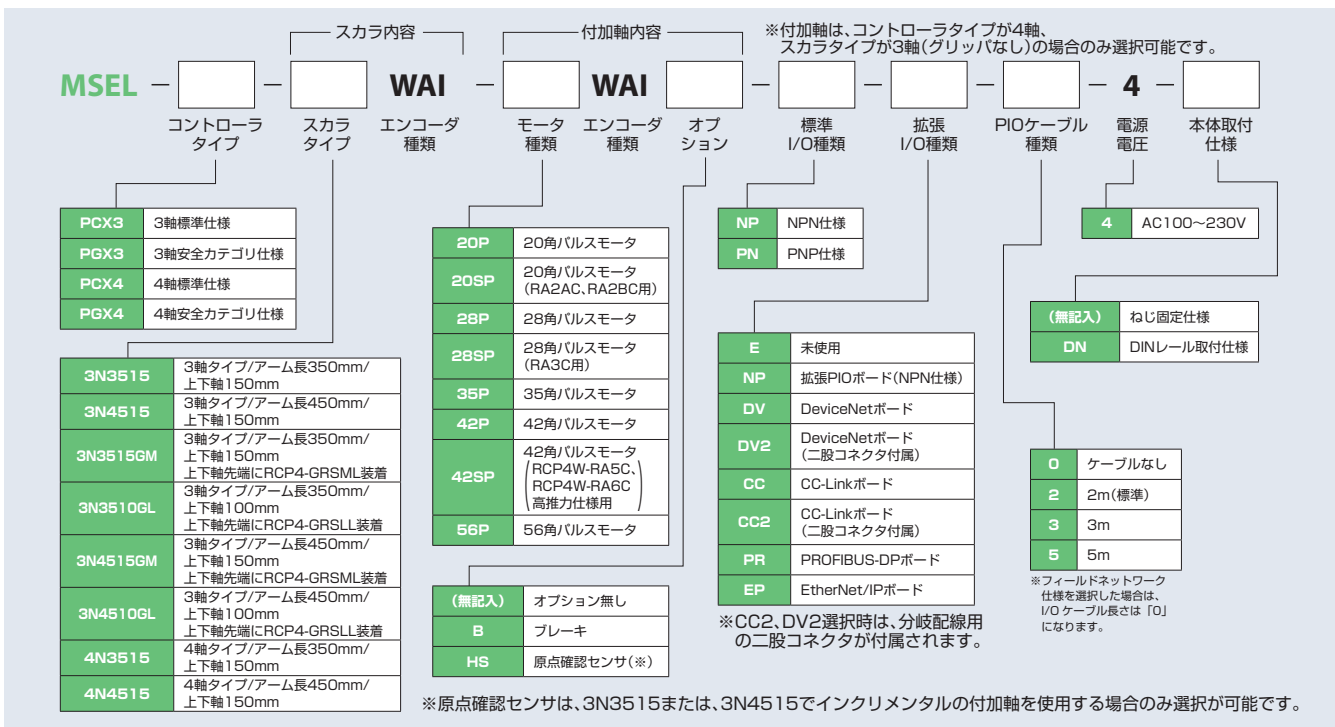 スカラ内容
付加軸内容
※付加軸は、コントローラタイプが4軸、
スカラタイプが3軸(グリッパなし)の場合のみ選択可能です。
MSEL － － WAI － WAI － － － － 4 －
コントローラ
タイプ
スカラ
タイプ
エンコーダ
種類
モータ
種類
エンコーダ
種類
オプ
ション
標準
I/O種類
拡張
I/O種類
PIOケーブル
種類
電源
電圧
本体取付
仕様
PCX3 3軸標準仕様
PGX3 3軸安全カテゴリ仕様
PCX4 4軸標準仕様
PGX4 4軸安全カテゴリ仕様
3N3515 3軸タイプ/アーム長350mm/
上下軸150mm
3N4515 3軸タイプ/アーム長450mm/
上下軸150mm
3N3515GM 3軸タイプ/アーム長350mm/
上下軸150mm
上下軸先端にRCP4-GRSML装着
3N3510GL 3軸タイプ/アーム長350mm/
上下軸100mm
上下軸先端にRCP4-GRSLL装着
3N4515GM 3軸タイプ/アーム長450mm/
上下軸150mm
上下軸先端にRCP4-GRSML装着
3N4510GL 3軸タイプ/アーム長450mm/
上下軸100mm
上下軸先端にRCP4-GRSLL装着
4N3515 4軸タイプ/アーム長350mm/
上下軸150mm
4N4515 4軸タイプ/アーム長450mm/
上下軸150mm
20P 20角パルスモータ
20SP 20角パルスモータ
(RA2AC、RA2BC用)
28P 28角パルスモータ
28SP 28角パルスモータ
(RA3C用)
35P 35角パルスモータ
42P 42角パルスモータ
42SP 42角パルスモータ
(RCP4W-RA5C、
RCP4W-RA6C
高推力仕様用)
56P 56角パルスモータ
(無記入) オプション無し
B ブレーキ
HS 原点確認センサ(※)
NP NPN仕様
PN PNP仕様
E 未使用
NP 拡張PIOボード(NPN仕様)
DV DeviceNetボード
DV2 DeviceNetボード
(二股コネクタ付属)
CC CC-Linkボード
CC2 CC-Linkボード
(二股コネクタ付属)
PR PROFIBUS-DPボード
EP EtherNet/IPボード
※CC2、DV2選択時は、分岐配線用
の二股コネクタが付属されます。
4 AC100～230V
(無記入) ねじ固定仕様
DN DINレール取付仕様
0 ケーブルなし
2 2m(標準)
3 3m
5 5m
※フィールドネットワーク
仕様を選択した場合は、
I/Oケーブル長さは「0」
になります。
※原点確認センサは、3N3515または、3N4515でインクリメンタルの付加軸を使用する場合のみ選択が可能です。